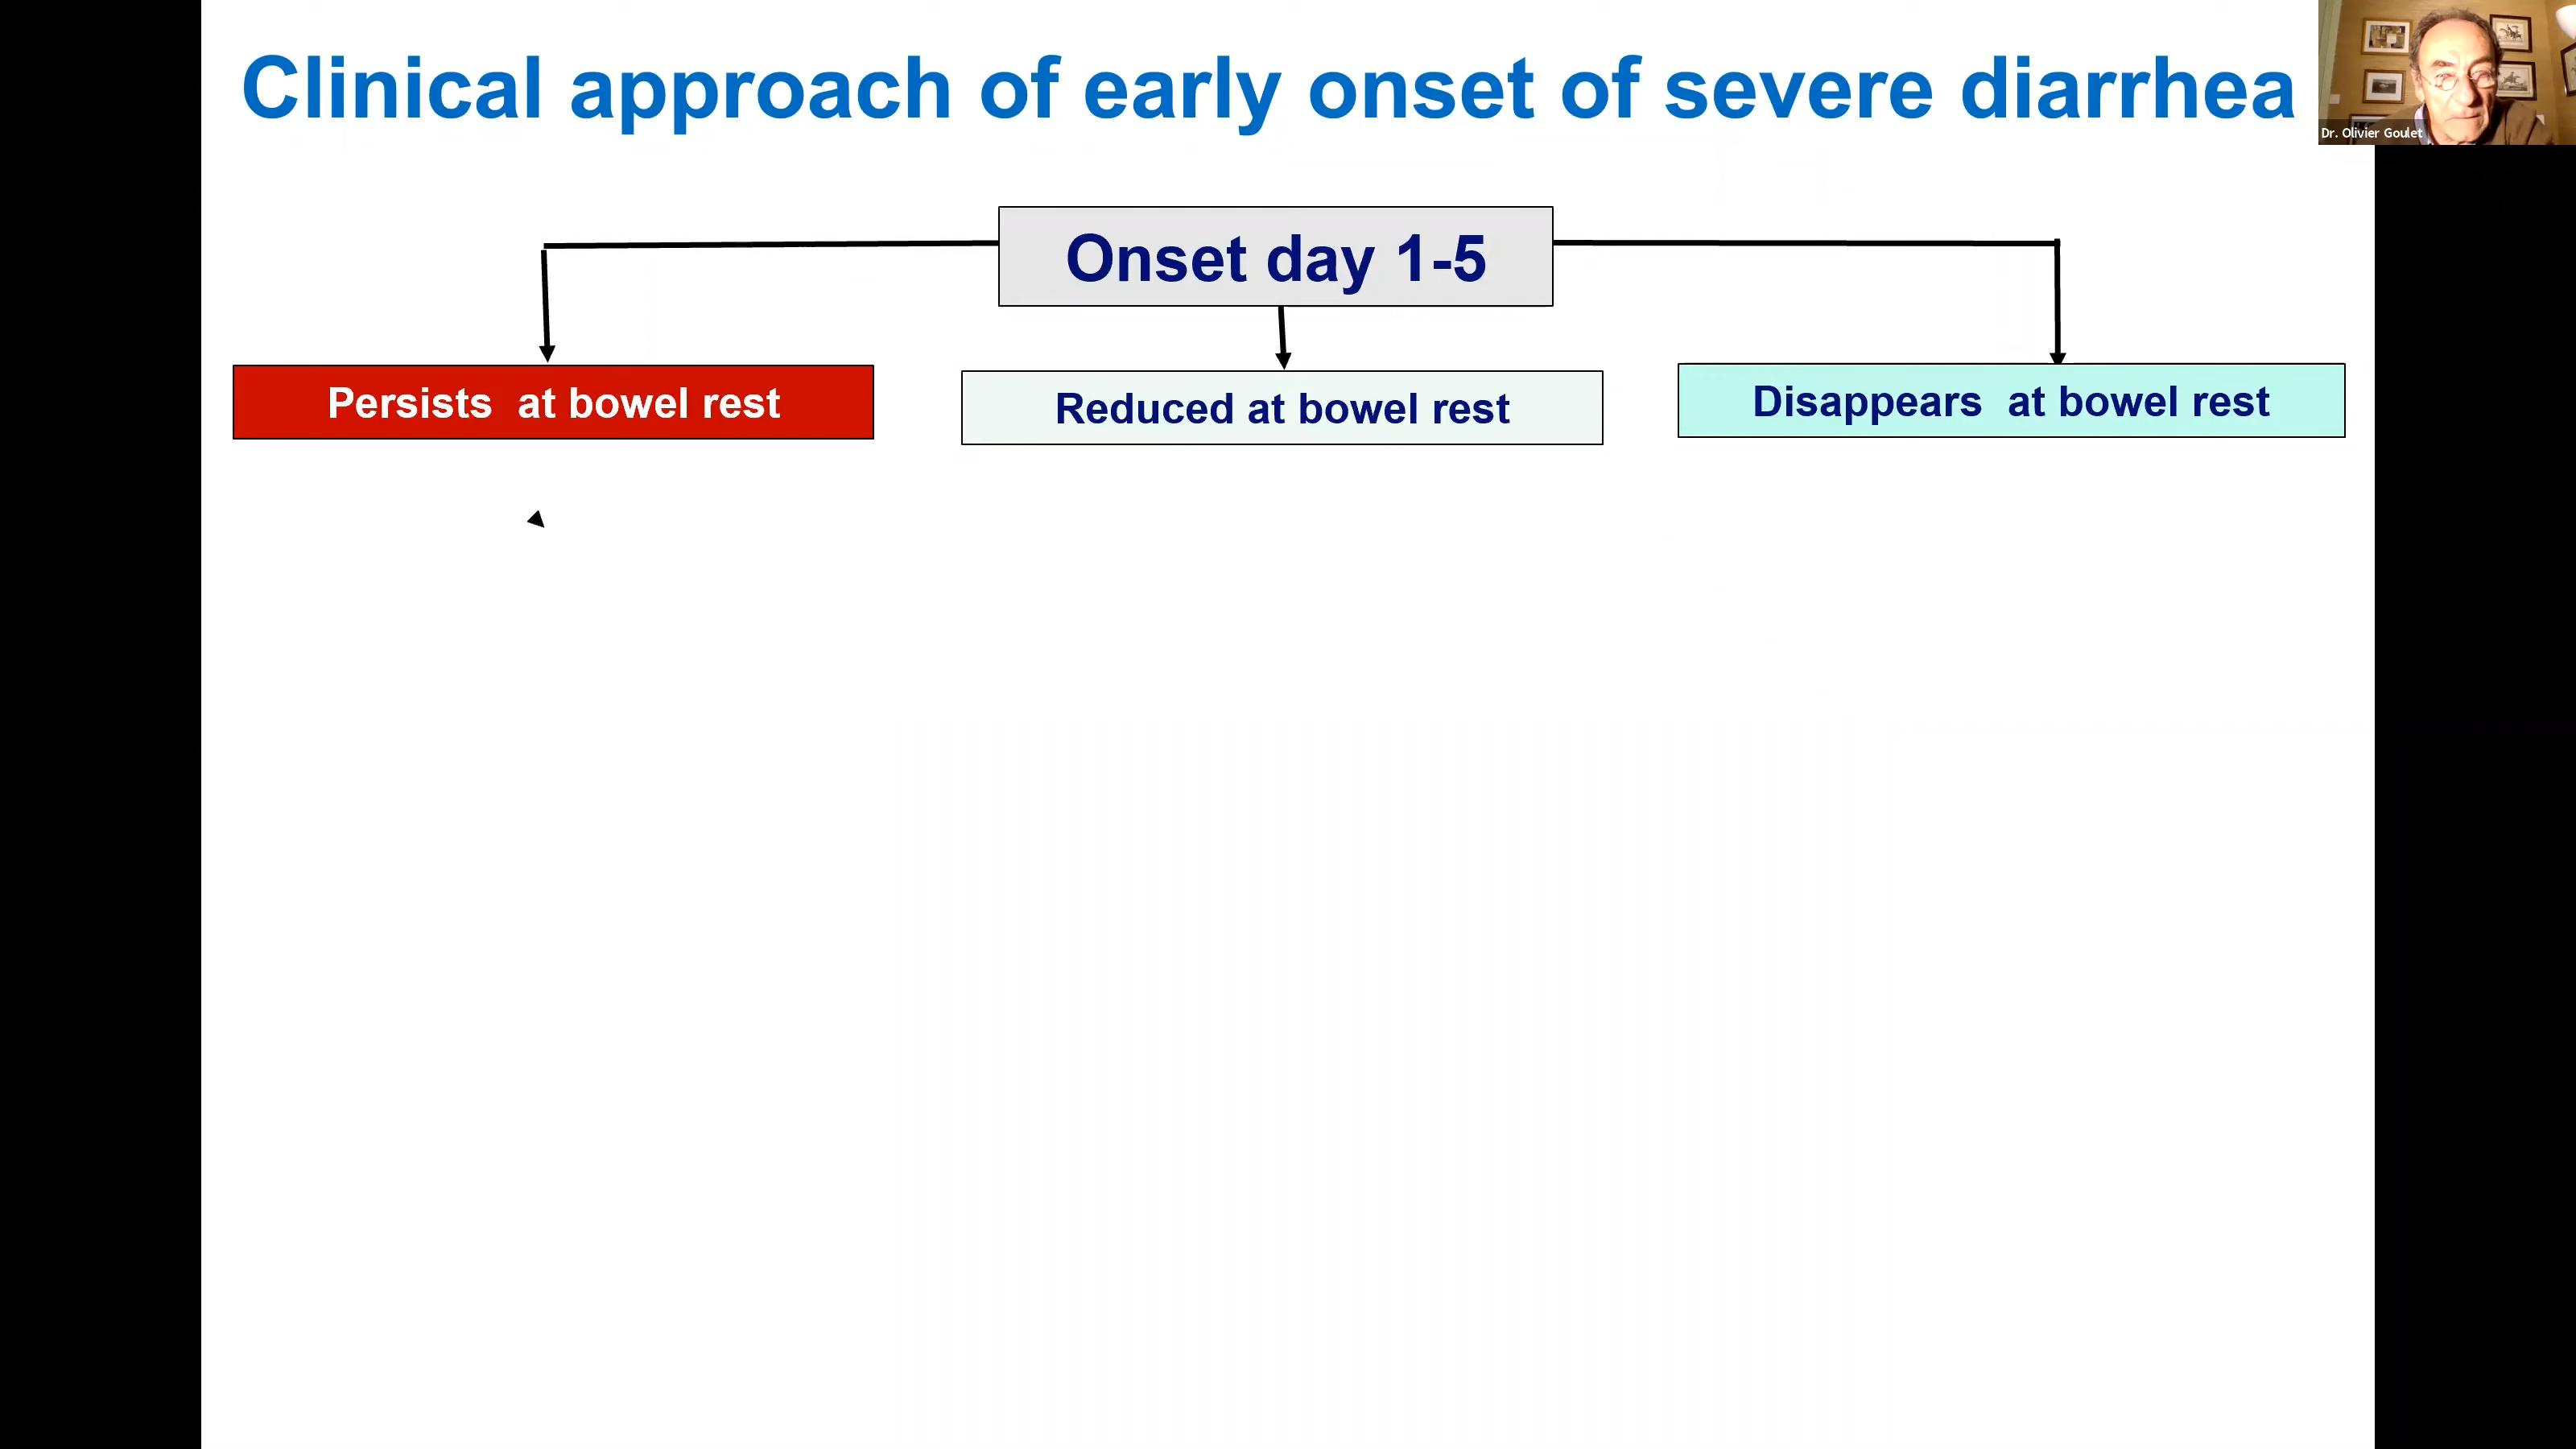 Clinical approach of early onset of severe diarrhea
Dr. Olivier Goulet
Onset day 1-5
Persists at bowel rest
Reduced at bowel rest
Disappears at bowel rest